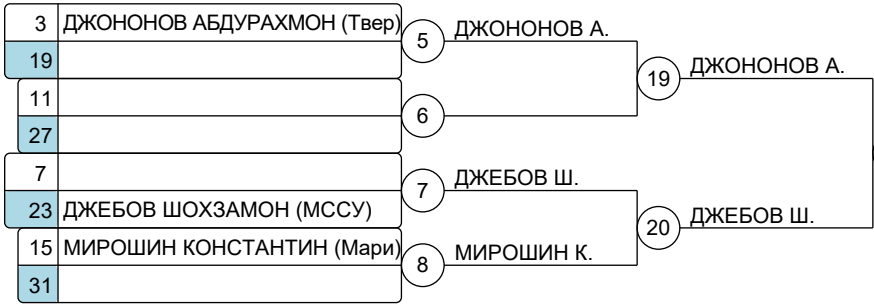 3 ДЖОНОНОВ АБДУРАХМОН (Твер)
19
5 ДЖОНОНОВ А.
19 ДЖОНОНОВ А.
11
27
6
7
23 ДЖЕБОВ ШОХЗАМОН (МССУ)
7 ДЖЕБОВ Ш.
20 ДЖЕБОВ Ш.
15 МИРОШИН КОНСТАНТИН (Мари)
31
8 МИРОШИН К.